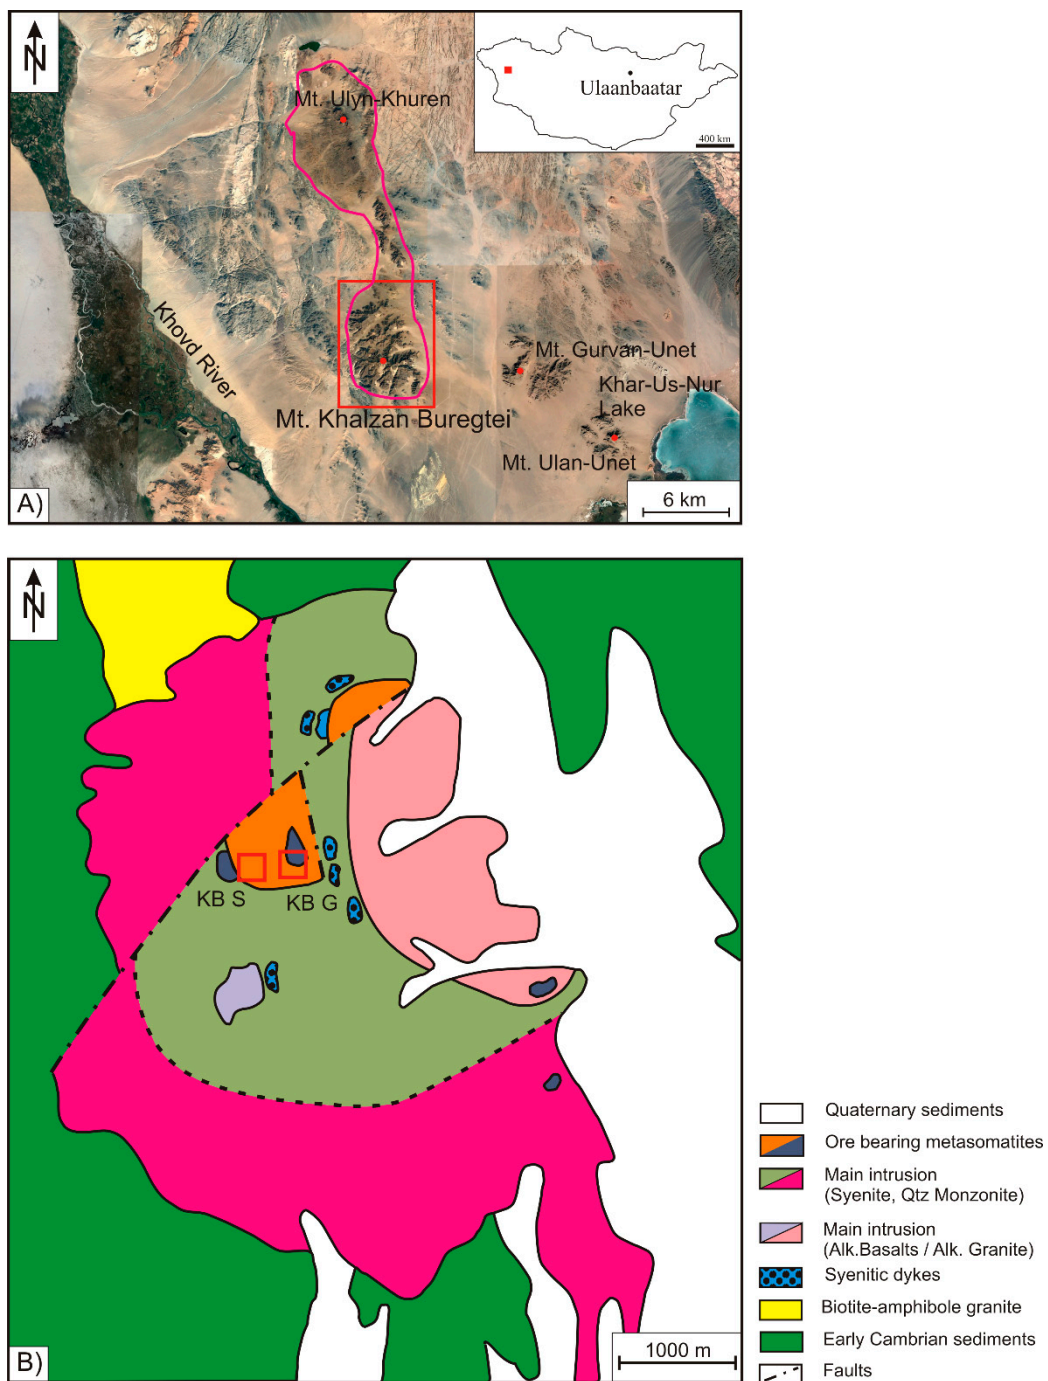 N
Mt. Ulyn-Khuren
Ulaanbaatar
400 km
Khovd River
Mt. Gurvan-Unet
Khar-Us-Nur
Lake
Mt. Khalzan Buregtei
Mt. Ulan-Unet
A)
6 km
N
KB S
KB G
B)
1000 m
Quaternary sediments
Ore bearing metasomatites
Main intrusion
(Syenite, Qtz Monzonite)
Main intrusion
(Alk.Basalts / Alk. Granite)
Syenitic dykes
Biotite-amphibole granite
Early Cambrian sediments
Faults